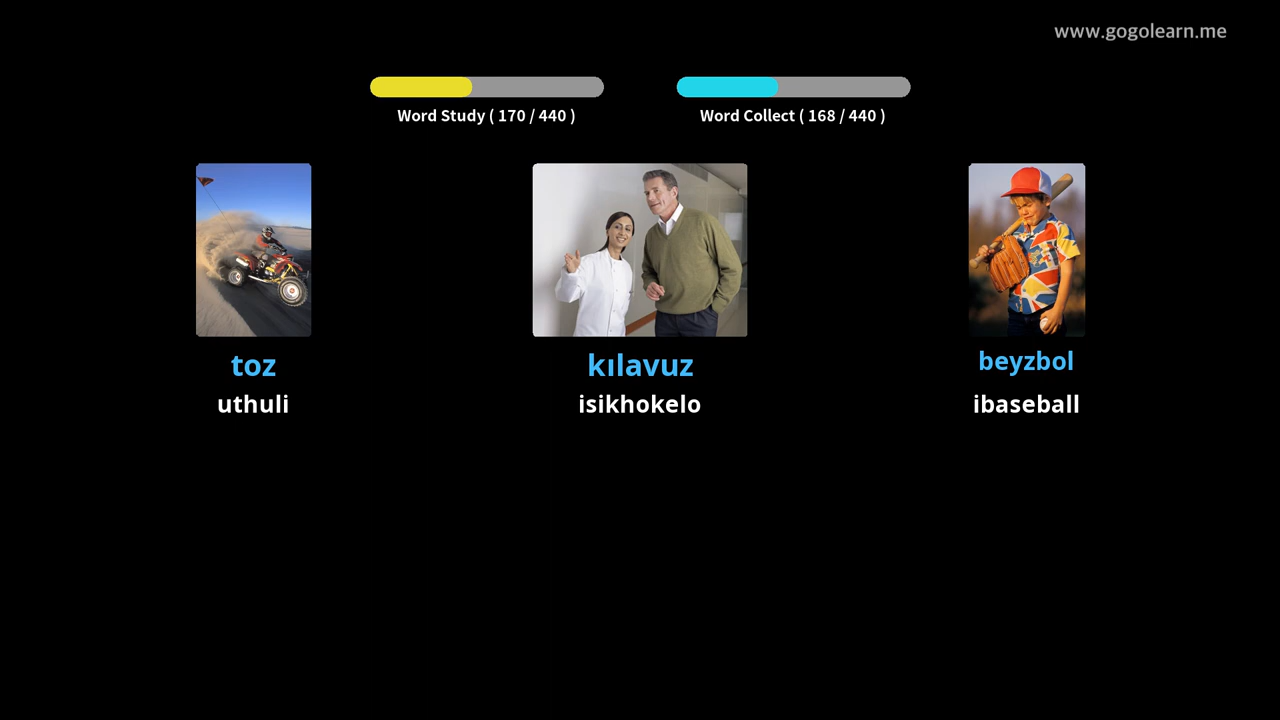 www.gogolearn.me
Word Study ( 170 / 440 )
Word Collect ( 168 / 440 )
toz
kılavuz
beyzbol
uthuli
isikhokelo
ibaseball